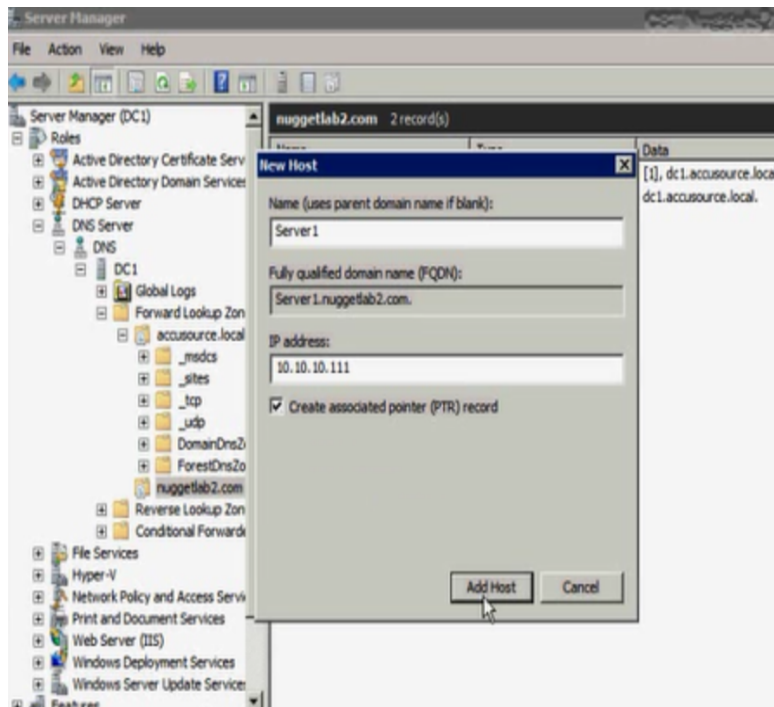 Server Manager
File Action View Help
Server Manager (DC1)
Roles
Active Directory Certificate Serv
Active Directory Domain Services
DHCP Server
DNS Server
DNS
DC1
Global Logs
Forward Lookup Zon
accusource.local
_msdcs
_sites
_tcp
_udp
DomainDnsZo
ForestDnsZo
nuggetlab2.com
Reverse Lookup Zon
Conditional Forwarde
File Services
Hyper-V
Network Policy and Access Servi
Print and Document Services
Web Server (IIS)
Windows Deployment Services
Windows Server Update Services
Features
nuggetlab2.com 2 record(s)
Data
[1], dc1.accusource.loca
dc1.accusource.local.
New Host
Name (uses parent domain name if blank):
Server1
Fully qualified domain name (FQDN):
Server1.nuggetlab2.com.
IP address:
10.10.10.111
Create associated pointer (PTR) record
Add Host Cancel